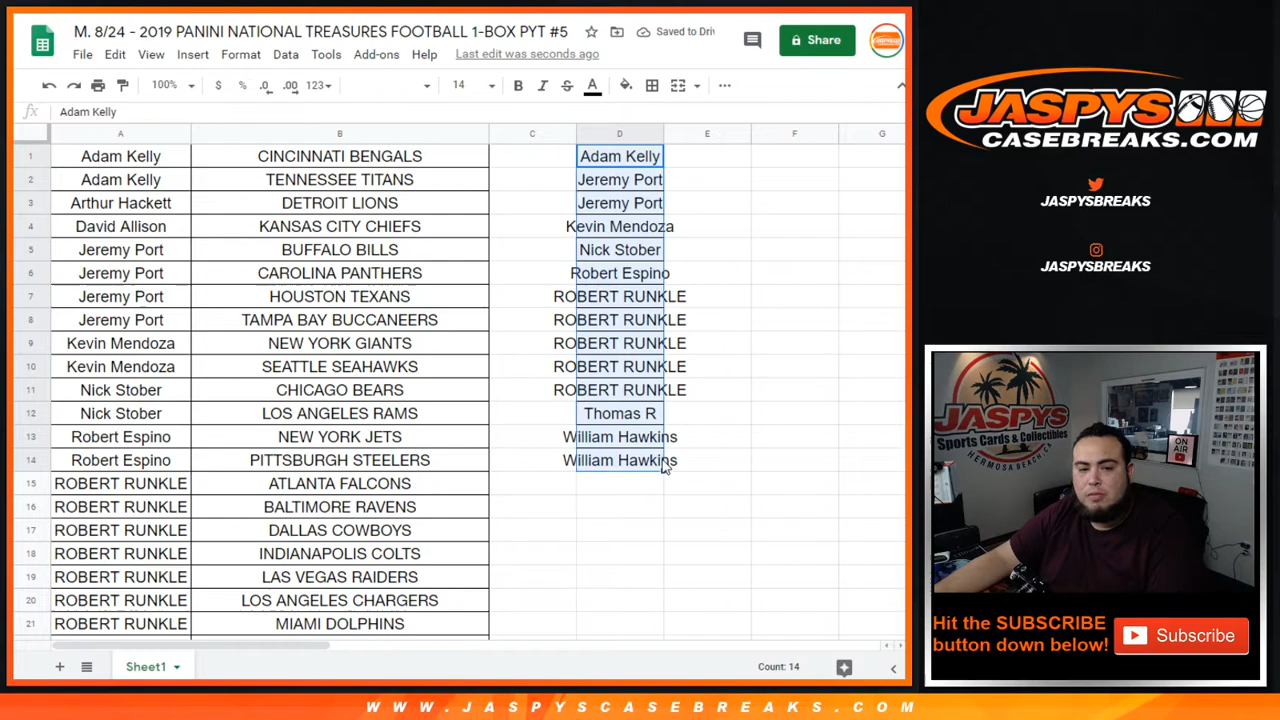 M. 8/24 - 2019 PANINI NATIONAL TREASURES FOOTBALL 1-BOX PYT #5
Saved to Driv
Share
File Edit View Insert Format Data Tools Add-ons Help Last edit was seconds ago
100% $ % .0 .00 123 14 B I S A
fx Adam Kelly
A B C D E F G
1 Adam Kelly CINCINNATI BENGALS Adam Kelly
2 Adam Kelly TENNESSEE TITANS Jeremy Port
3 Arthur Hackett DETROIT LIONS Jeremy Port
4 David Allison KANSAS CITY CHIEFS Kevin Mendoza
5 Jeremy Port BUFFALO BILLS Nick Stober
6 Jeremy Port CAROLINA PANTHERS Robert Espino
7 Jeremy Port HOUSTON TEXANS ROBERT RUNKLE
8 Jeremy Port TAMPA BAY BUCCANEERS ROBERT RUNKLE
9 Kevin Mendoza NEW YORK GIANTS ROBERT RUNKLE
10 Kevin Mendoza SEATTLE SEAHAWKS ROBERT RUNKLE
11 Nick Stober CHICAGO BEARS ROBERT RUNKLE
12 Nick Stober LOS ANGELES RAMS Thomas R
13 Robert Espino NEW YORK JETS William Hawkins
14 Robert Espino PITTSBURGH STEELERS William Hawkins
15 ROBERT RUNKLE ATLANTA FALCONS
16 ROBERT RUNKLE BALTIMORE RAVENS
17 ROBERT RUNKLE DALLAS COWBOYS
18 ROBERT RUNKLE INDIANAPOLIS COLTS
19 ROBERT RUNKLE LAS VEGAS RAIDERS
20 ROBERT RUNKLE LOS ANGELES CHARGERS
21 ROBERT RUNKLE MIAMI DOLPHINS
Sheet1
Count: 14
JASPYS
CASEBREAKS.COM
JASPYSBREAKS
JASPYSBREAKS
JASPYS
Sports Cards & Collectibles
HERMOSA BEACH, CA
ON AIR
Hit the SUBSCRIBE
button down below!
Subscribe
WWW.JASPYSCASEBREAKS.COM